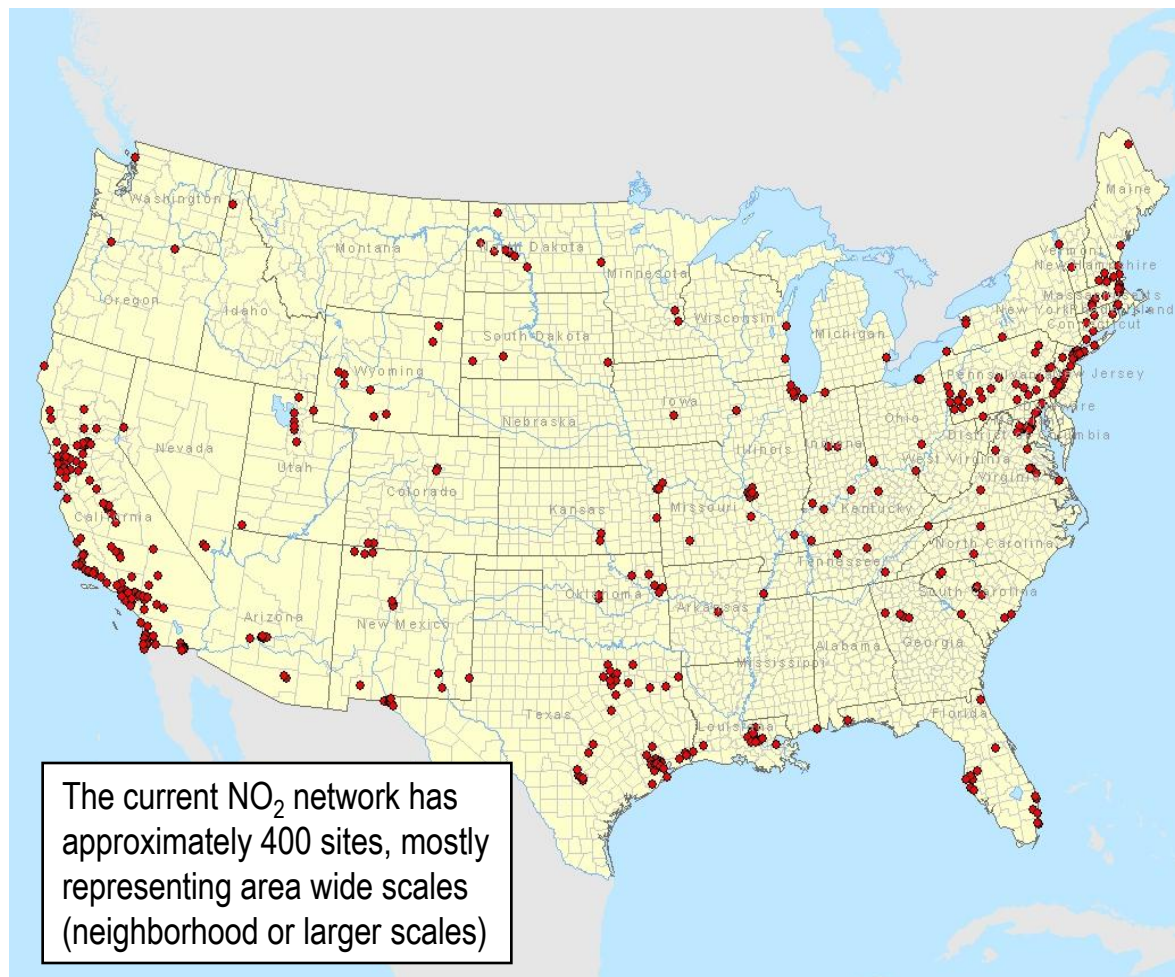 Washington
Montana
North Dakota
Minnesota
Maine
Vermont
New Hampshire
Oregon
Idaho
Wyoming
South Dakota
Wisconsin
Michigan
Massachusetts
New York
Connecticut
Nevada
Utah
Colorado
Nebraska
Iowa
Illinois
Indiana
Ohio
Pennsylvania
New Jersey
West Virginia
Virginia
California
Kansas
Missouri
Kentucky
Tennessee
North Carolina
Arizona
New Mexico
Oklahoma
Arkansas
South Carolina
Mississippi
Alabama
Georgia
Texas
Louisiana
Florida
The current NO₂ network has
approximately 400 sites, mostly
representing area wide scales
(neighborhood or larger scales)